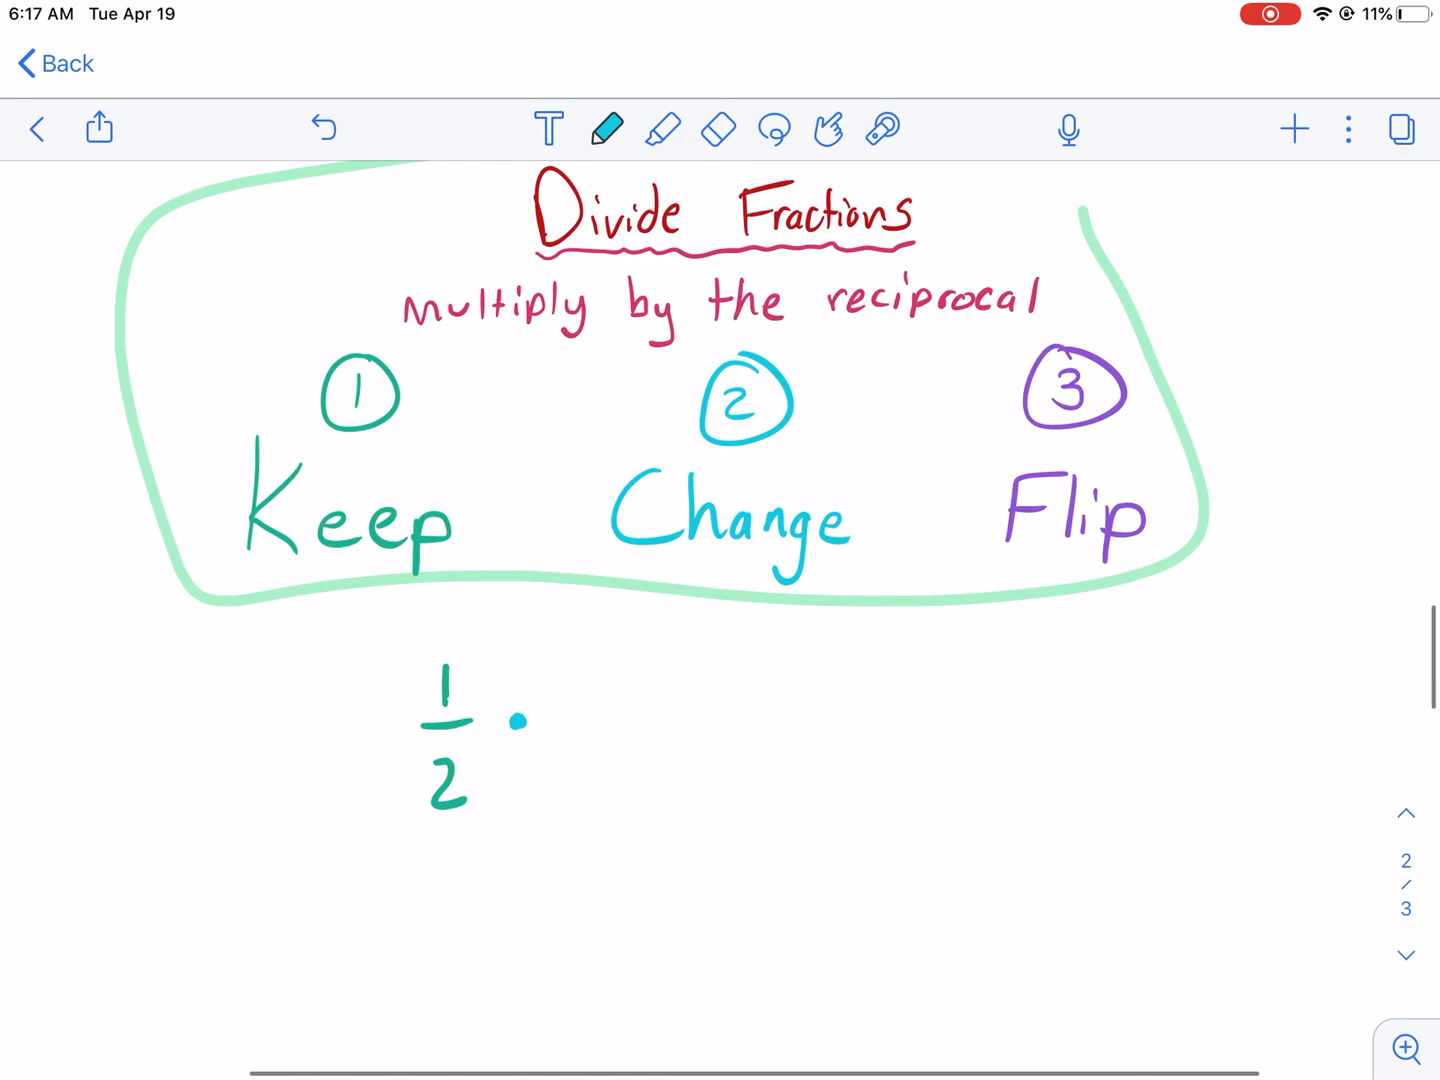 6:17 AM Tue Apr 19
11%
Back
T
Divide Fractions
multiply by the reciprocal
1 2 3
Keep Change Flip
1
2
2
/
3